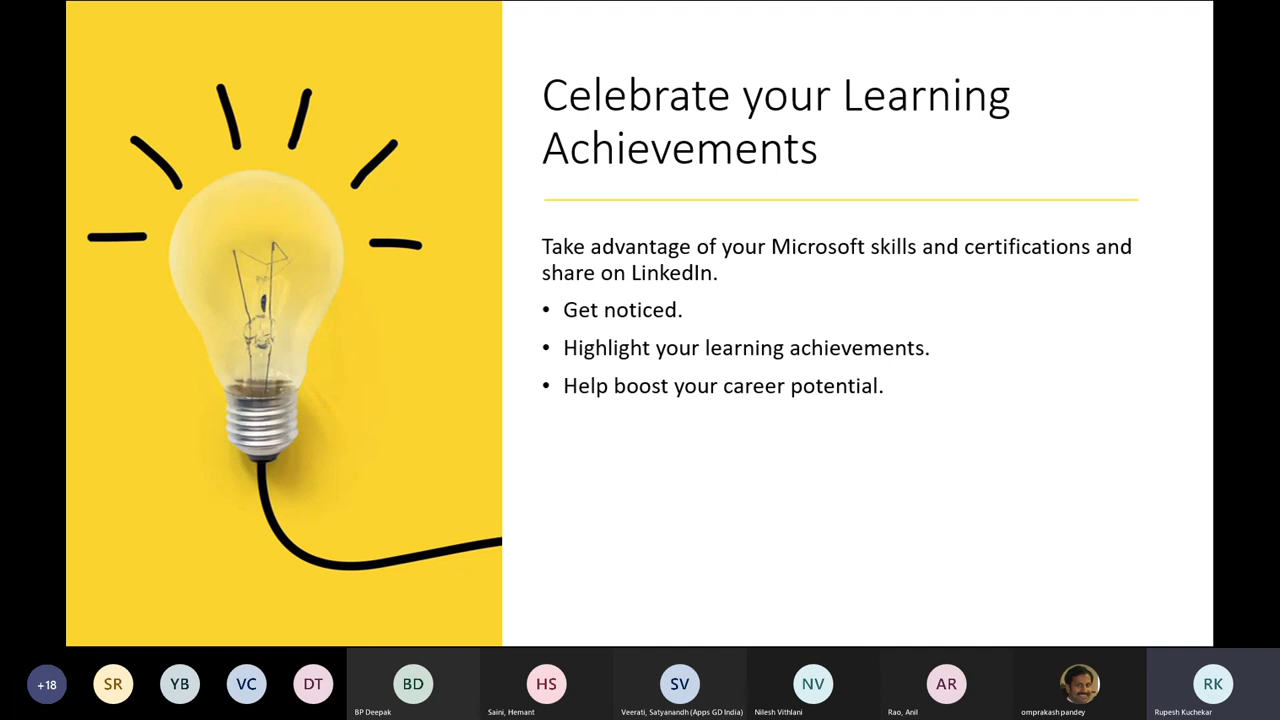 Celebrate your Learning
Achievements
Take advantage of your Microsoft skills and certifications and
share on LinkedIn.
• Get noticed.
• Highlight your learning achievements.
• Help boost your career potential.
+18
SR
YB
VC
DT
BD
HS
SV
NV
AR
RK
BP Deepak
Saini, Hemant
Veerati, Satyanandh (Apps GD India)
Nilesh Vithlani
Rao, Anil
omprakash pandey
Rupesh Kuchekar